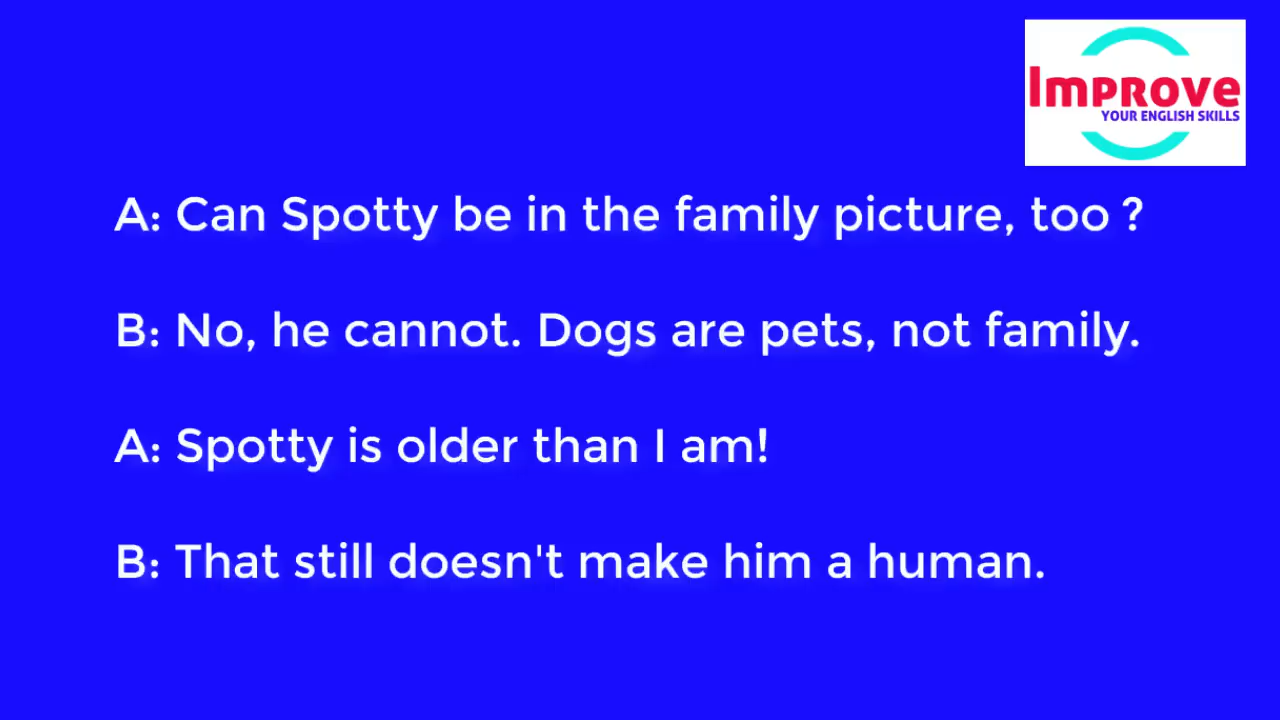 Improve
YOUR ENGLISH SKILLS
A: Can Spotty be in the family picture, too ?
B: No, he cannot. Dogs are pets, not family.
A: Spotty is older than I am!
B: That still doesn't make him a human.